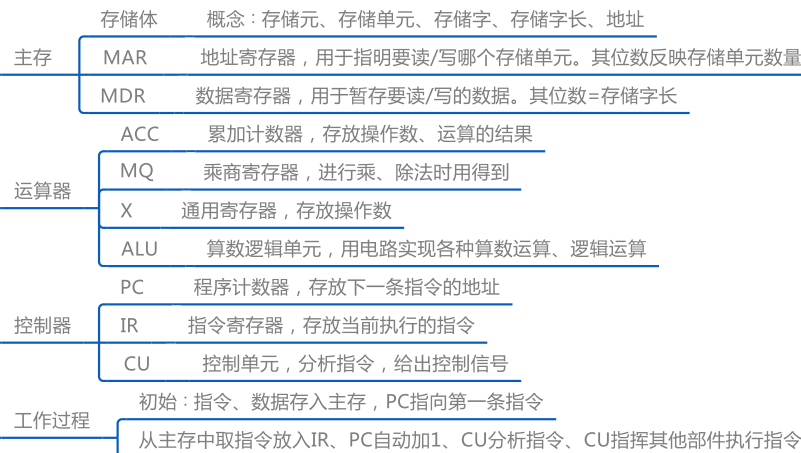 存储体 概念：存储元、存储单元、存储字、存储字长、地址
主存 MAR 地址寄存器，用于指明要读/写哪个存储单元。其位数反映存储单元数量
MDR 数据寄存器，用于暂存要读/写的数据。其位数=存储字长
ACC 累加计数器，存放操作数、运算的结果
MQ 乘商寄存器，进行乘、除法时用得到
运算器
X 通用寄存器，存放操作数
ALU 算数逻辑单元，用电路实现各种算数运算、逻辑运算
PC 程序计数器，存放下一条指令的地址
控制器 IR 指令寄存器，存放当前执行的指令
CU 控制单元，分析指令，给出控制信号
初始：指令、数据存入主存，PC指向第一条指令
工作过程
从主存中取指令放入IR、PC自动加1、CU分析指令、CU指挥其他部件执行指令